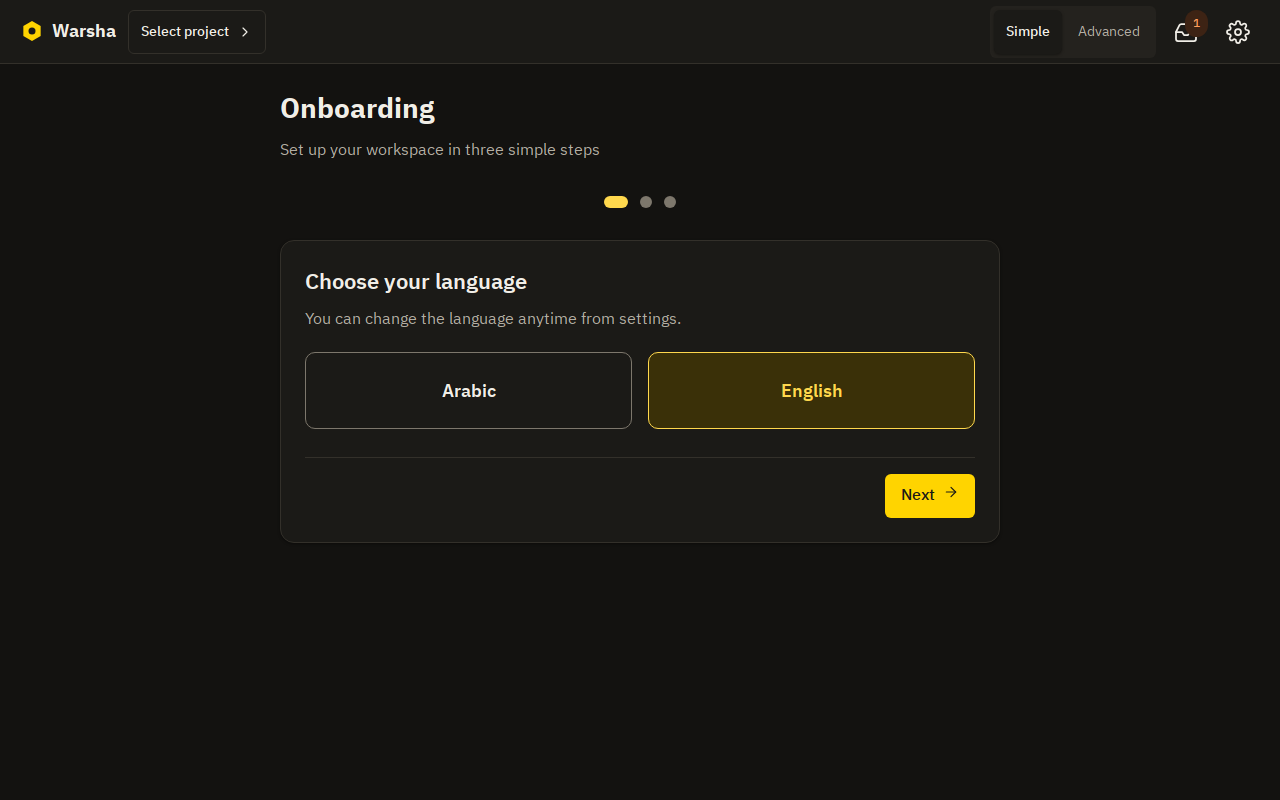 Warsha
Select project
Simple
Advanced
1
Onboarding
Set up your workspace in three simple steps
Choose your language
You can change the language anytime from settings.
Arabic
English
Next